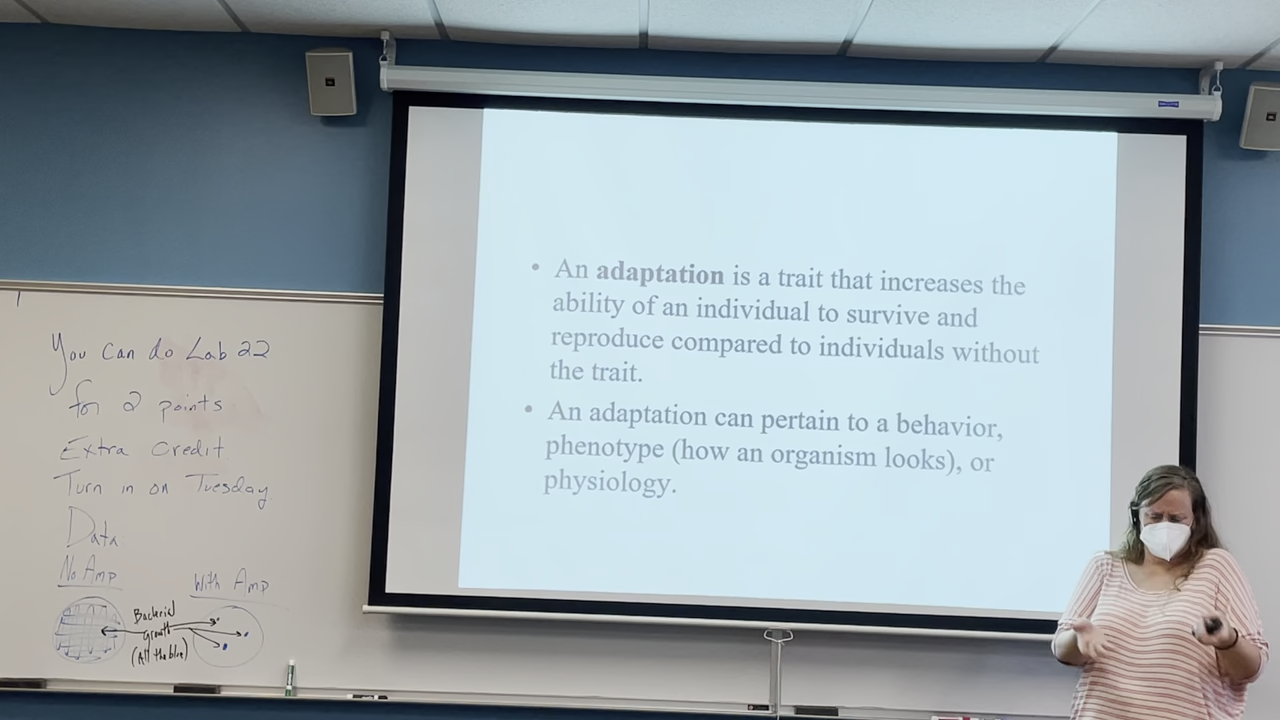 You Can do Lab 22
for 2 points
Extra Credit
Turn in on Tuesday
Data:
No Amp
With Amp
Bacterial
Growth
(All the blue)
• An adaptation is a trait that increases the
ability of an individual to survive and
reproduce compared to individuals without
the trait.
• An adaptation can pertain to a behavior,
phenotype (how an organism looks), or
physiology.